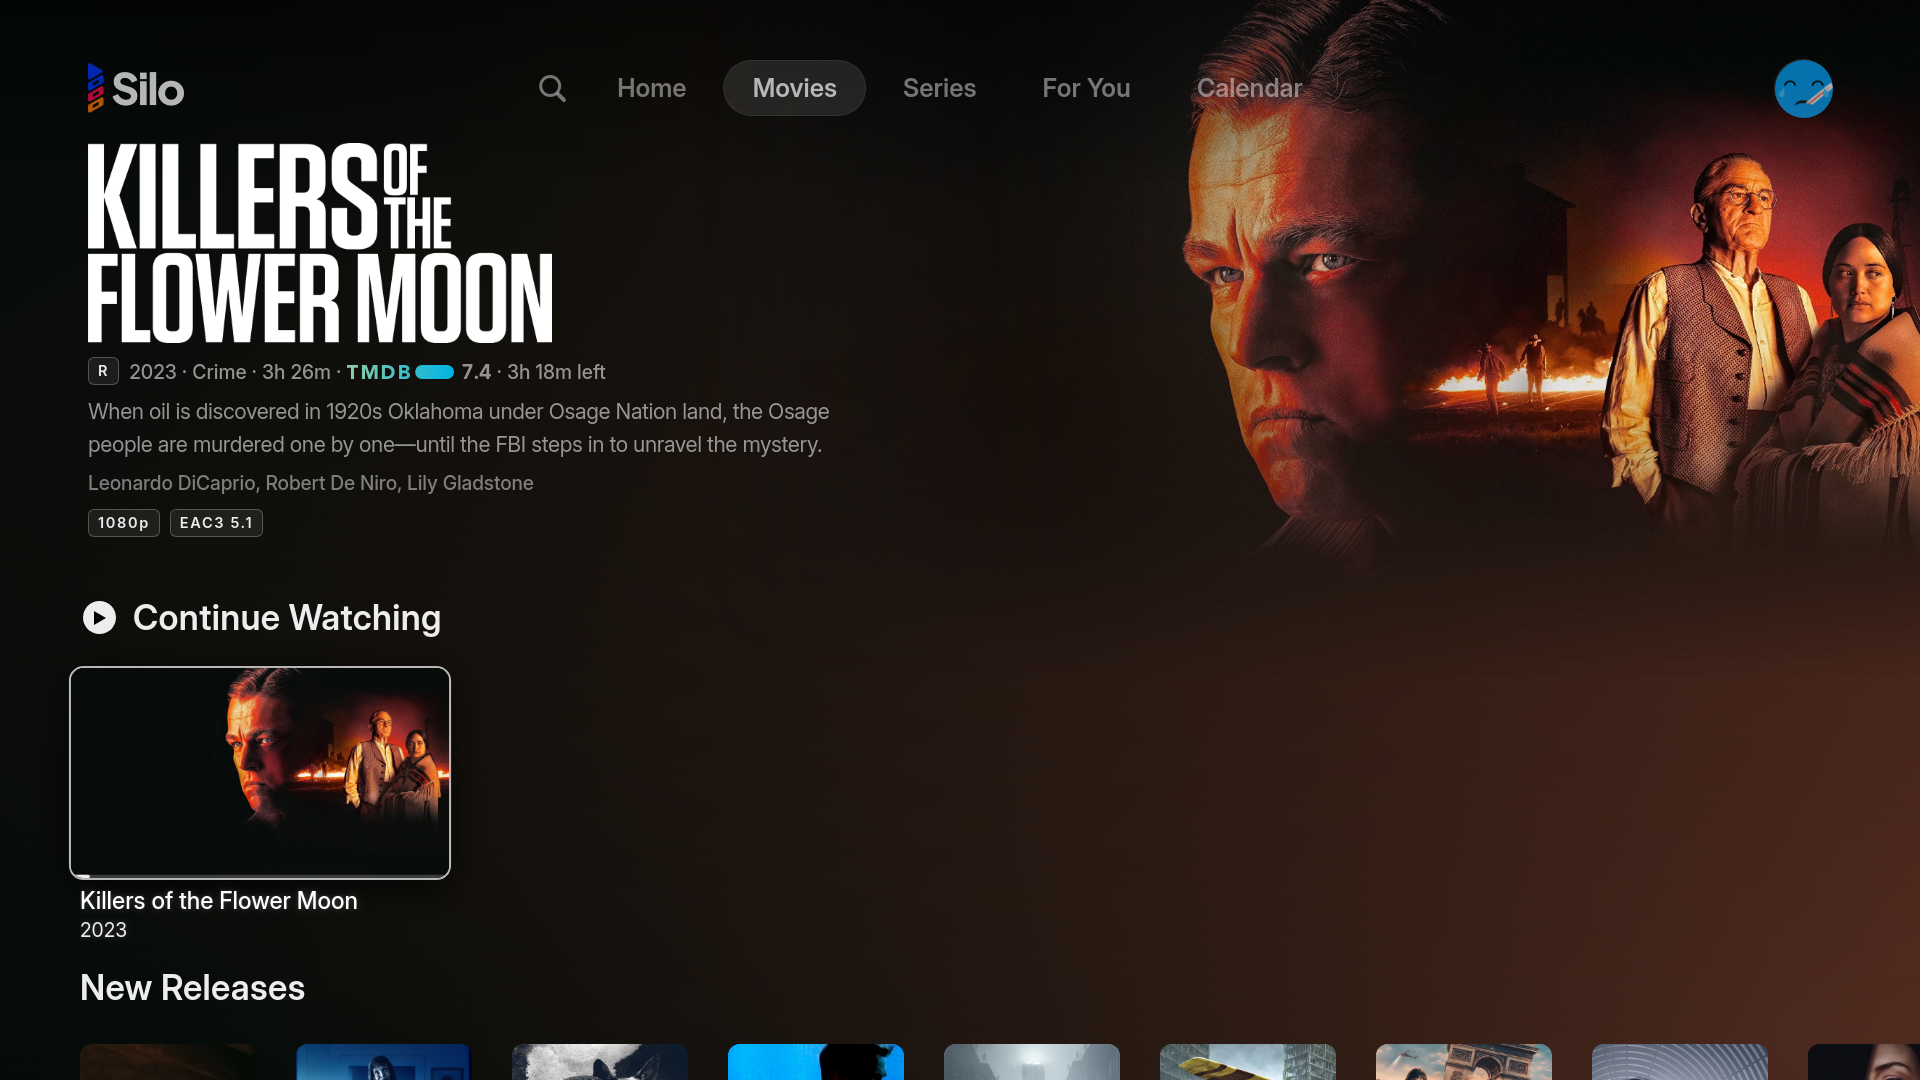 Silo
Home
Movies
Series
For You
Calendar
KILLERS OF THE
FLOWER MOON
R 2023 · Crime · 3h 26m · TMDB 7.4 · 3h 18m left
When oil is discovered in 1920s Oklahoma under Osage Nation land, the Osage
people are murdered one by one—until the FBI steps in to unravel the mystery.
Leonardo DiCaprio, Robert De Niro, Lily Gladstone
1080p EAC3 5.1
Continue Watching
Killers of the Flower Moon
2023
New Releases